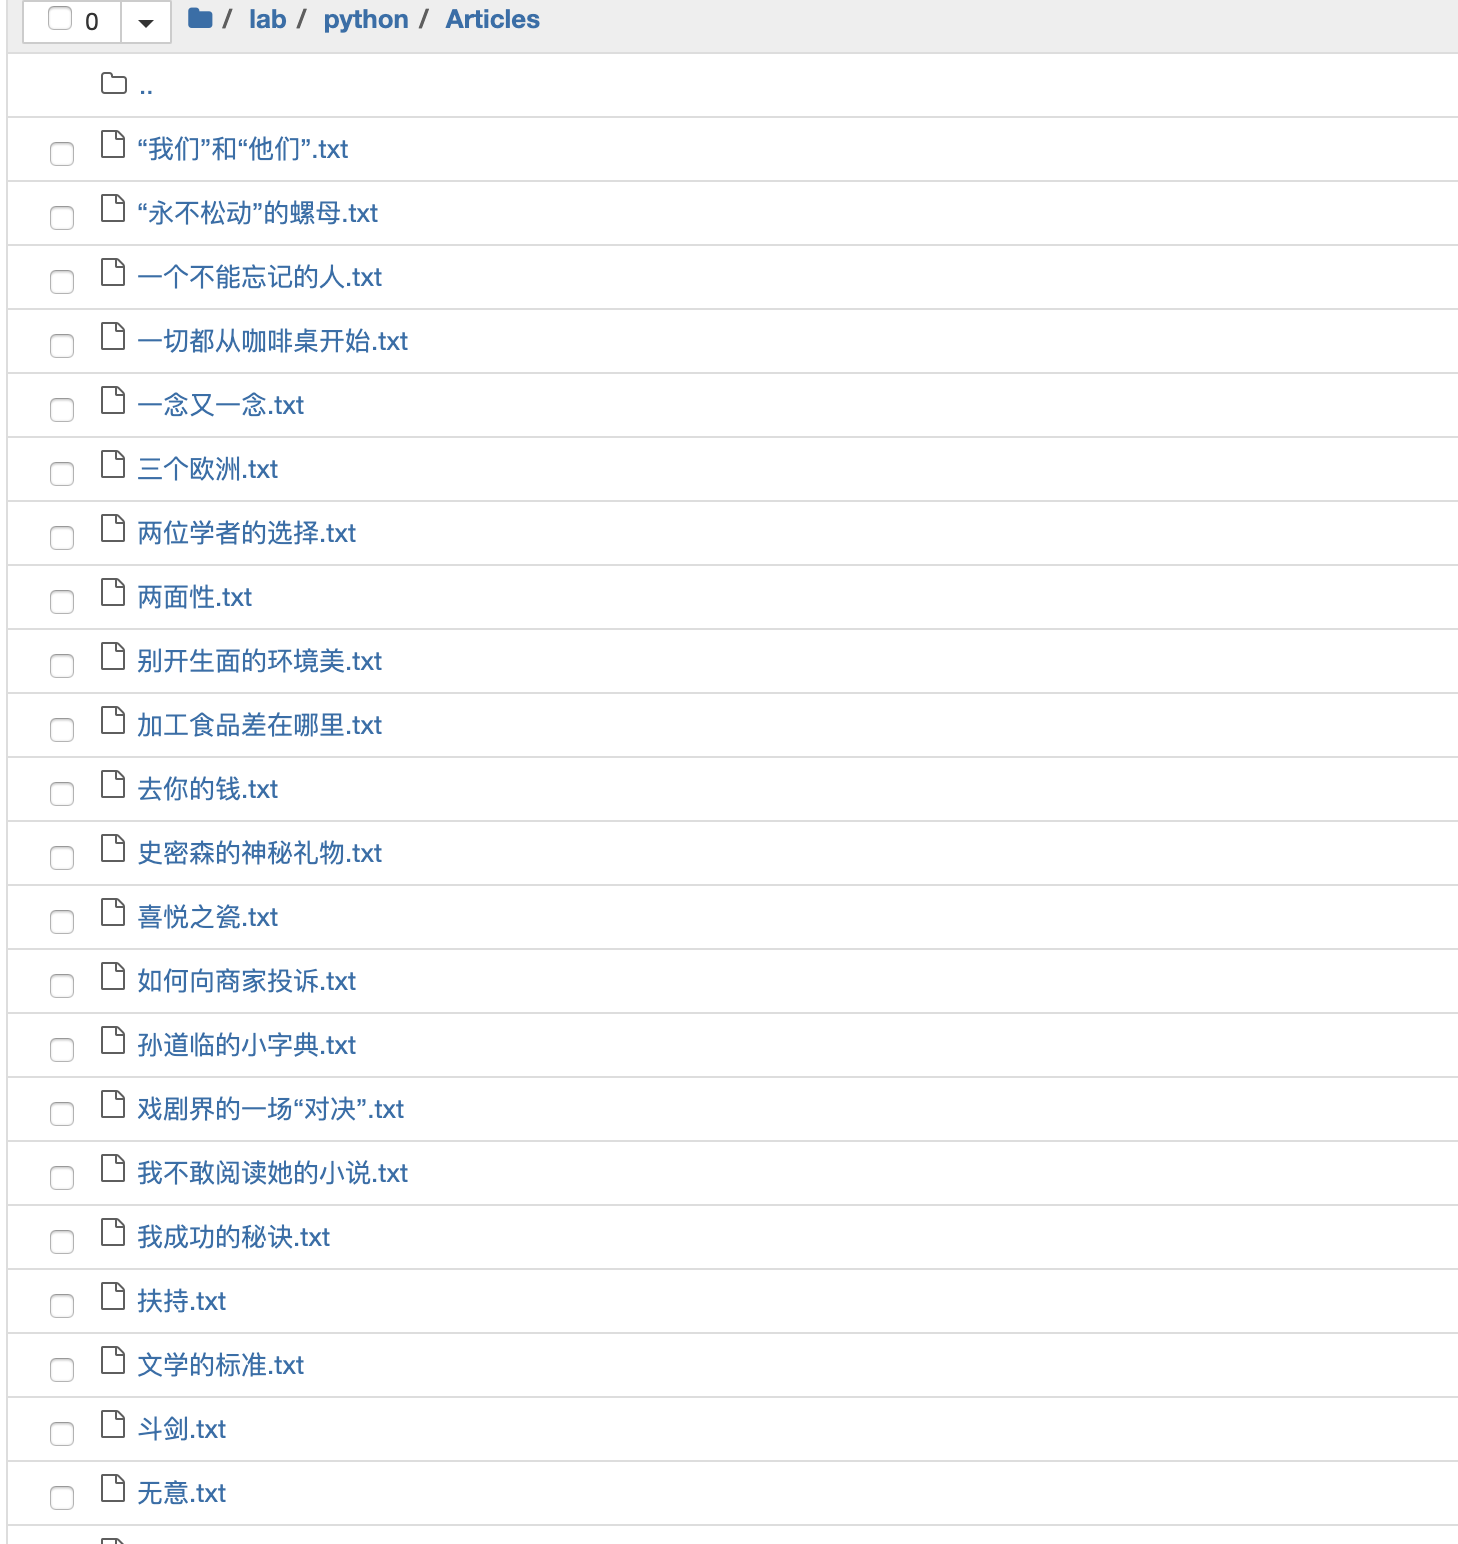 0 / lab / python / Articles
..
“我们”和“他们”.txt
“永不松动”的螺母.txt
一个不能忘记的人.txt
一切都从咖啡桌开始.txt
一念又一念.txt
三个欧洲.txt
两位学者的选择.txt
两面性.txt
别开生面的环境美.txt
加工食品差在哪里.txt
去你的钱.txt
史密森的神秘礼物.txt
喜悦之瓷.txt
如何向商家投诉.txt
孙道临的小字典.txt
戏剧界的一场“对决”.txt
我不敢阅读她的小说.txt
我成功的秘诀.txt
扶持.txt
文学的标准.txt
斗剑.txt
无意.txt